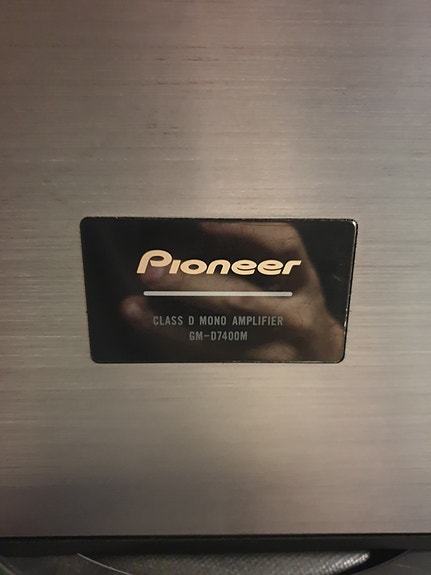 Pioneer
CLASS D MONO AMPLIFIER
GM-D7400M